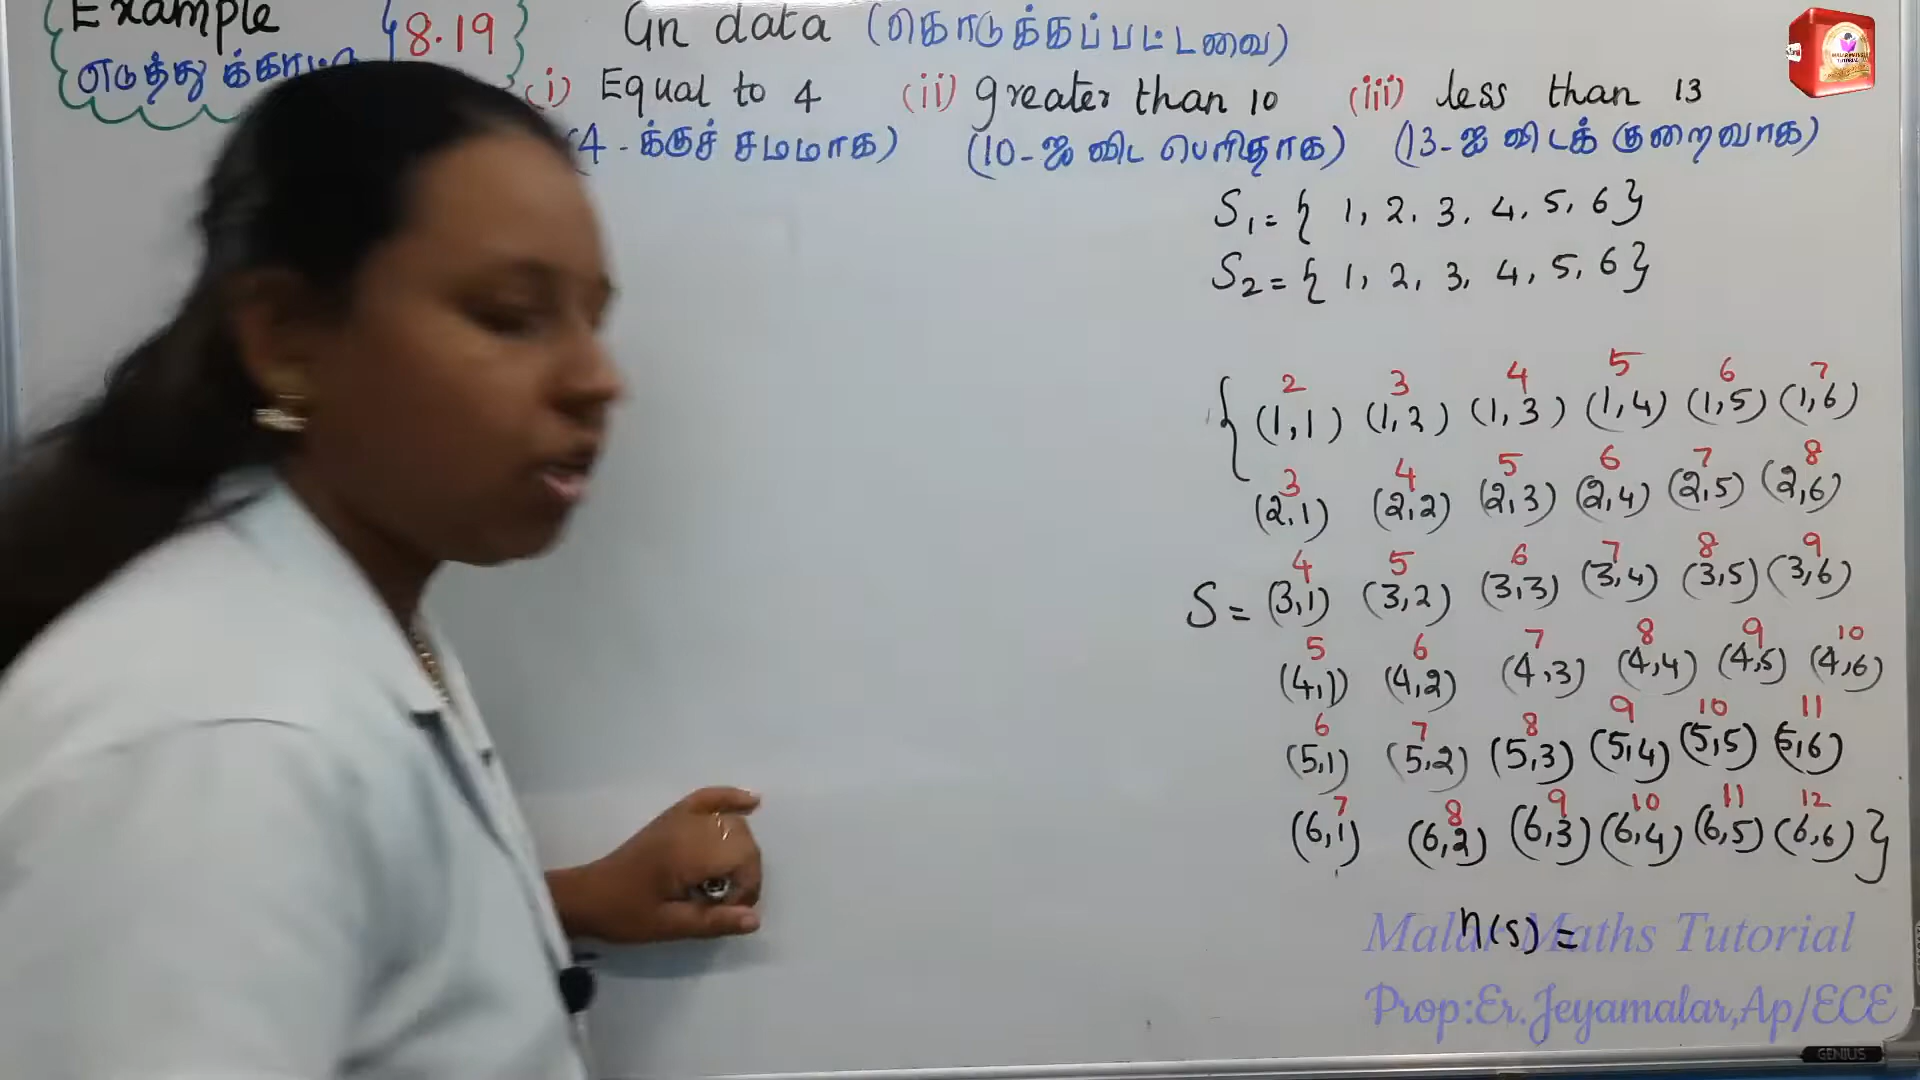 Example 8.19
Gn data (கொடுக்கப்பட்டவை)
எடுத்துக்காட்டு
(i) Equal to 4 (ii) greater than 10 (iii) less than 13
(4-க்குச் சமமாக) (10-ஐ விட பெரிதாக) (13-ஐ விடக் குறைவாக)
S₁ = { 1, 2, 3, 4, 5, 6 }
S₂ = { 1, 2, 3, 4, 5, 6 }
2 3 4 5 6 7
{ (1,1) (1,2) (1,3) (1,4) (1,5) (1,6)
3 4 5 6 7 8
(2,1) (2,2) (2,3) (2,4) (2,5) (2,6)
4 5 6 7 8 9
S = (3,1) (3,2) (3,3) (3,4) (3,5) (3,6)
5 6 7 8 9 10
(4,1) (4,2) (4,3) (4,4) (4,5) (4,6)
6 7 8 9 10 11
(5,1) (5,2) (5,3) (5,4) (5,5) (5,6)
7 8 9 10 11 12
(6,1) (6,2) (6,3) (6,4) (6,5) (6,6) }
n(s) =
Malar Maths Tutorial
Prop:Er.Jeyamalar,Ap/ECE
GENIUS